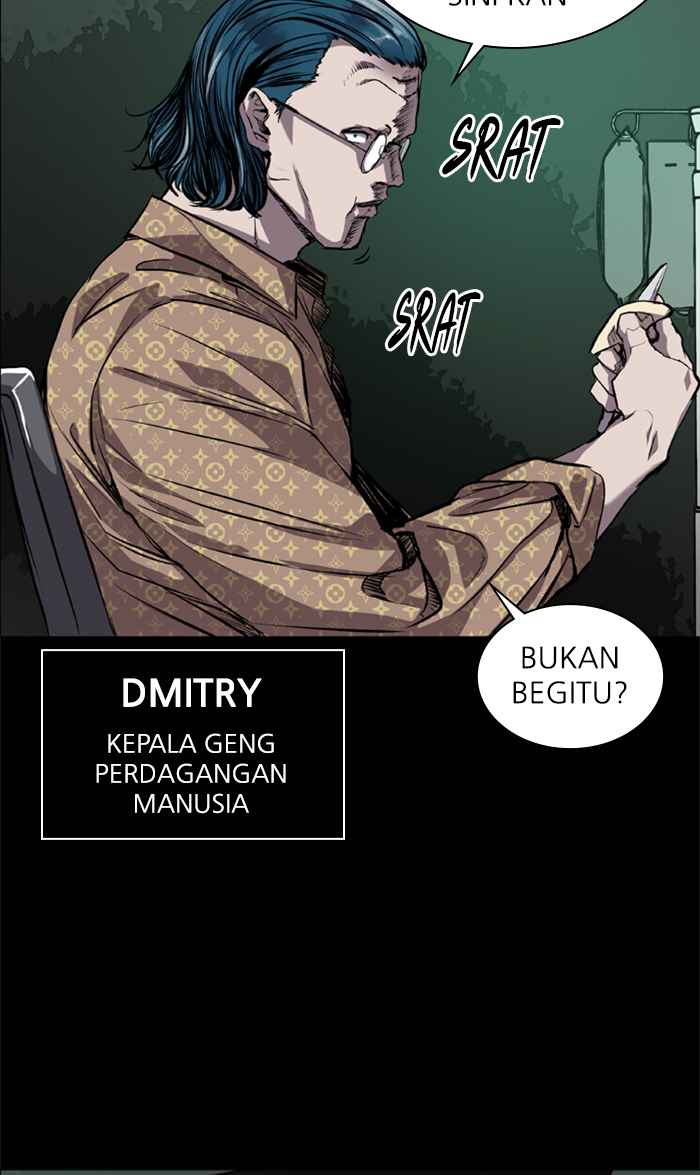 SRAT
SRAT
BUKAN
BEGITU?
DMITRY
KEPALA GENG
PERDAGANGAN
MANUSIA